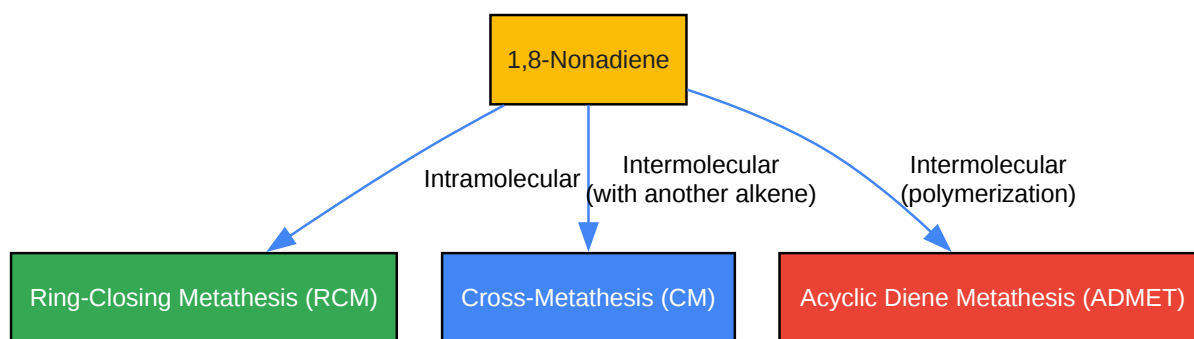 1,8-Nonadiene
Intramolecular
Intermolecular
(with another alkene)
Intermolecular
(polymerization)
Ring-Closing Metathesis (RCM)
Cross-Metathesis (CM)
Acyclic Diene Metathesis (ADMET)